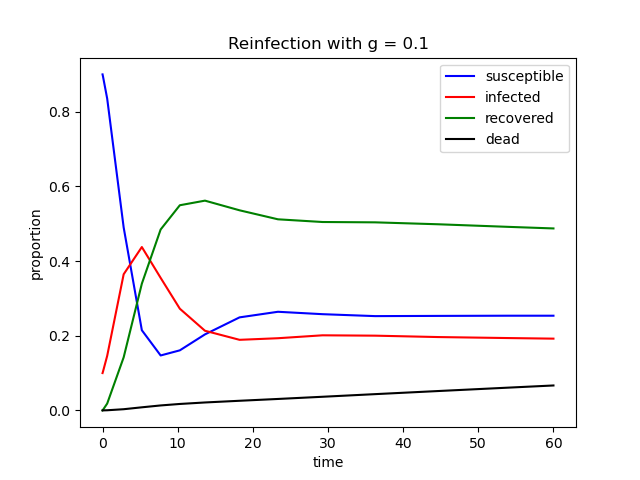 Reinfection with g = 0.1
susceptible
infected
recovered
dead
proportion
0.8
0.6
0.4
0.2
0.0
0 10 20 30 40 50 60
time